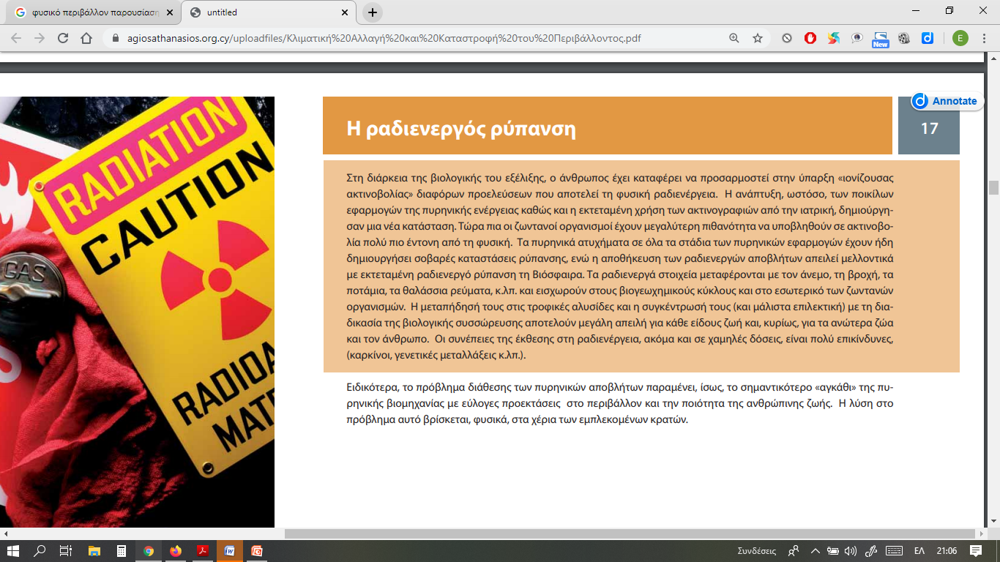 φυσικό περιβάλλον παρουσίαση
untitled
agiosathanasios.org.cy/uploadfiles/Κλιματική%20Αλλαγή%20και%20Καταστροφή%20του%20Περιβάλλοντος.pdf
New
E
Annotate
RADIATION
CAUTION
GAS
RADIOA
MATE
S
Η ραδιενεργός ρύπανση
17
Στη διάρκεια της βιολογικής του εξέλιξης, ο άνθρωπος έχει καταφέρει να προσαρμοστεί στην ύπαρξη «ιονίζουσας
ακτινοβολίας» διαφόρων προελεύσεων που αποτελεί τη φυσική ραδιενέργεια. Η ανάπτυξη, ωστόσο, των ποικίλων
εφαρμογών της πυρηνικής ενέργειας καθώς και η εκτεταμένη χρήση των ακτινογραφιών από την ιατρική, δημιούργη-
σαν μια νέα κατάσταση. Τώρα πια οι ζωντανοί οργανισμοί έχουν μεγαλύτερη πιθανότητα να υποβληθούν σε ακτινοβο-
λία πολύ πιο έντονη από τη φυσική. Τα πυρηνικά ατυχήματα σε όλα τα στάδια των πυρηνικών εφαρμογών έχουν ήδη
δημιουργήσει σοβαρές καταστάσεις ρύπανσης, ενώ η αποθήκευση των ραδιενεργών αποβλήτων απειλεί μελλοντικά
με εκτεταμένη ραδιενεργό ρύπανση τη Βιόσφαιρα. Τα ραδιενεργά στοιχεία μεταφέρονται με τον άνεμο, τη βροχή, τα
ποτάμια, τα θαλάσσια ρεύματα, κ.λπ. και εισχωρούν στους βιογεωχημικούς κύκλους και στο εσωτερικό των ζωντανών
οργανισμών. Η μεταπήδησή τους στις τροφικές αλυσίδες και η συγκέντρωσή τους (και μάλιστα επιλεκτική) με τη δια-
δικασία της βιολογικής συσσώρευσης αποτελούν μεγάλη απειλή για κάθε είδους ζωή και, κυρίως, για τα ανώτερα ζώα
και τον άνθρωπο. Οι συνέπειες της έκθεσης στη ραδιενέργεια, ακόμα και σε χαμηλές δόσεις, είναι πολύ επικίνδυνες,
(καρκίνοι, γενετικές μεταλλάξεις κ.λπ.).
Ειδικότερα, το πρόβλημα διάθεσης των πυρηνικών αποβλήτων παραμένει, ίσως, το σημαντικότερο «αγκάθι» της πυ-
ρηνικής βιομηχανίας με εύλογες προεκτάσεις στο περιβάλλον και την ποιότητα της ανθρώπινης ζωής. Η λύση στο
πρόβλημα αυτό βρίσκεται, φυσικά, στα χέρια των εμπλεκομένων κρατών.
Συνδέσεις
ΕΛ
21:06